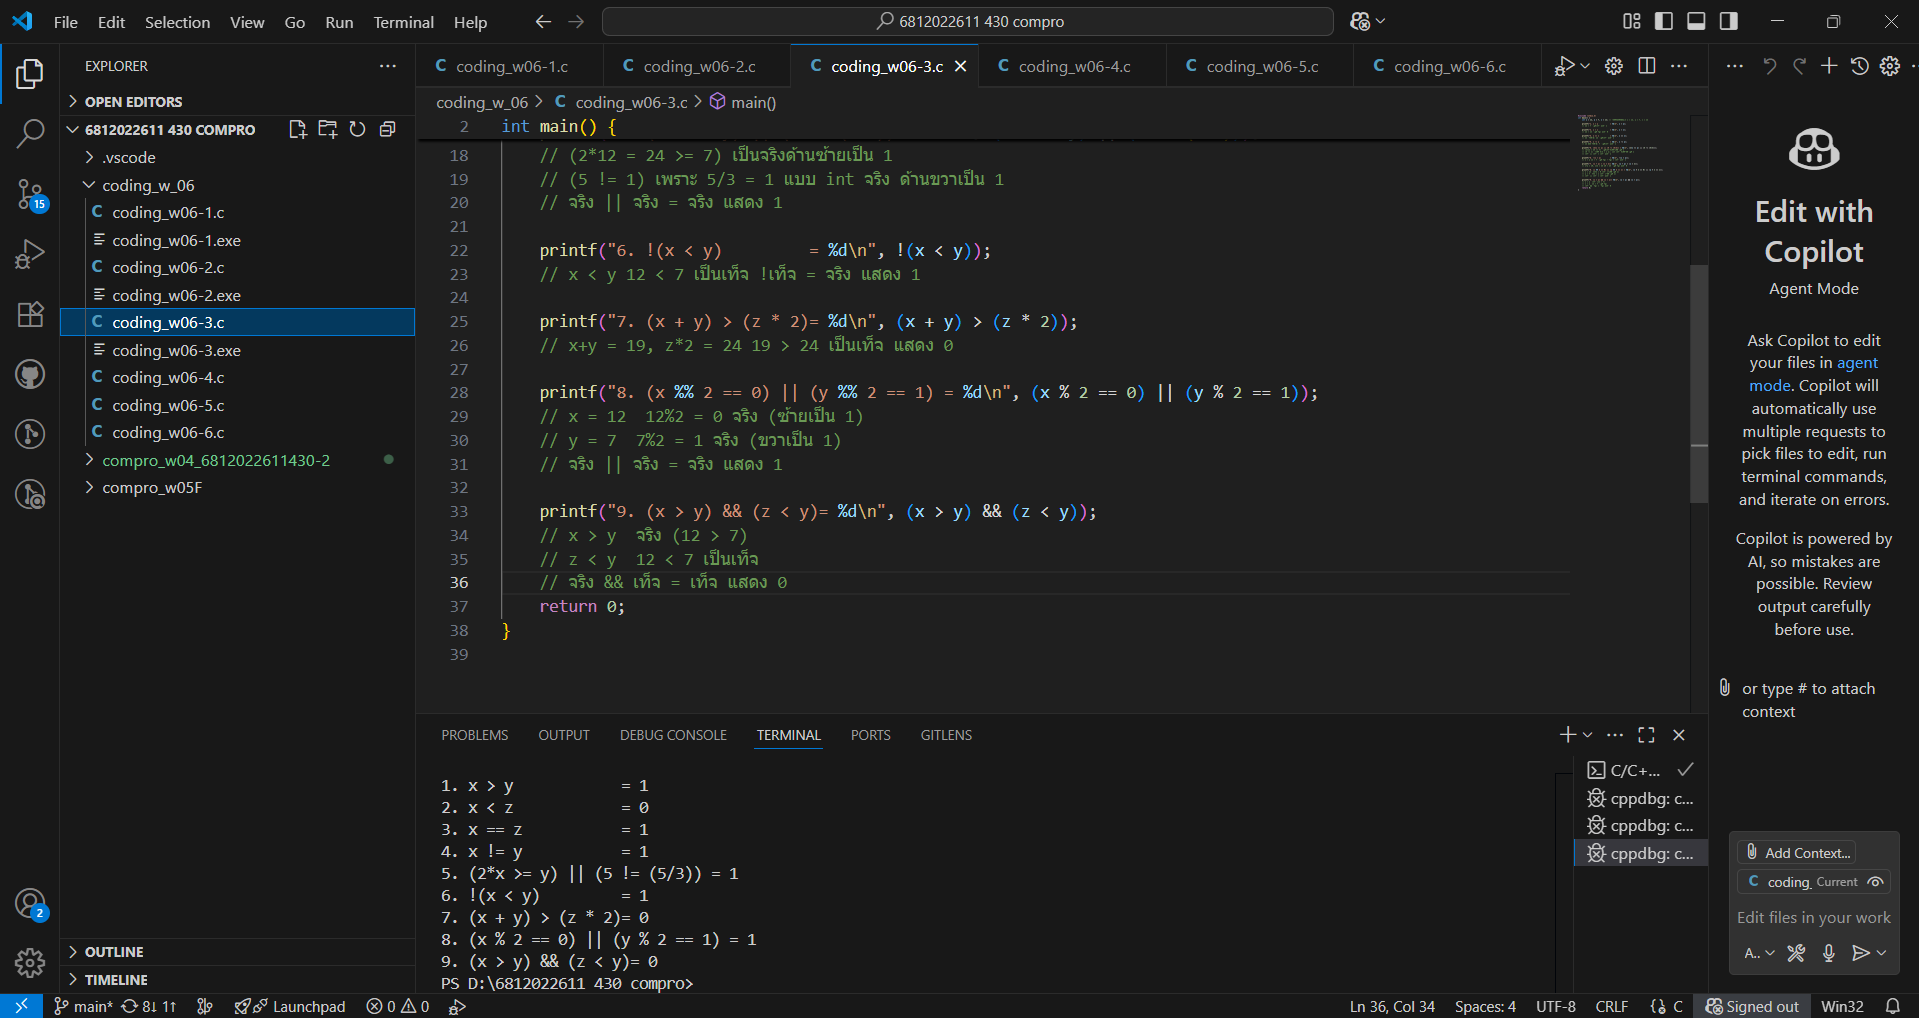 File Edit Selection View Go Run Terminal Help
6812022611 430 compro
EXPLORER
OPEN EDITORS
6812022611 430 COMPRO
.vscode
coding_w_06
C coding_w06-1.c
coding_w06-1.exe
C coding_w06-2.c
coding_w06-2.exe
C coding_w06-3.c
coding_w06-3.exe
C coding_w06-4.c
C coding_w06-5.c
C coding_w06-6.c
compro_w04_6812022611430-2
compro_w05F
OUTLINE
TIMELINE
15
2
C coding_w06-1.c C coding_w06-2.c C coding_w06-3.c C coding_w06-4.c C coding_w06-5.c C coding_w06-6.c
coding_w_06 > C coding_w06-3.c > main()
2 int main() {
18 // (2*12 = 24 >= 7) เป็นจริงด้านซ้ายเป็น 1
19 // (5 != 1) เพราะ 5/3 = 1 แบบ int จริง ด้านขวาเป็น 1
20 // จริง || จริง = จริง แสดง 1
21
22 printf("6. !(x < y)         = %d\n", !(x < y));
23 // x < y 12 < 7 เป็นเท็จ !เท็จ = จริง แสดง 1
24
25 printf("7. (x + y) > (z * 2)= %d\n", (x + y) > (z * 2));
26 // x+y = 19, z*2 = 24 19 > 24 เป็นเท็จ แสดง 0
27
28 printf("8. (x %% 2 == 0) || (y %% 2 == 1) = %d\n", (x % 2 == 0) || (y % 2 == 1));
29 // x = 12  12%2 = 0 จริง (ซ้ายเป็น 1)
30 // y = 7  7%2 = 1 จริง (ขวาเป็น 1)
31 // จริง || จริง = จริง แสดง 1
32
33 printf("9. (x > y) && (z < y)= %d\n", (x > y) && (z < y));
34 // x > y  จริง (12 > 7)
35 // z < y  12 < 7 เป็นเท็จ
36 // จริง && เท็จ = เท็จ แสดง 0
37 return 0;
38 }
39
PROBLEMS OUTPUT DEBUG CONSOLE TERMINAL PORTS GITLENS
1. x > y            = 1
2. x < z            = 0
3. x == z           = 1
4. x != y           = 1
5. (2*x >= y) || (5 != (5/3)) = 1
6. !(x < y)         = 1
7. (x + y) > (z * 2)= 0
8. (x % 2 == 0) || (y % 2 == 1) = 1
9. (x > y) && (z < y)= 0
PS D:\6812022611 430 compro>
C/C+...
cppdbg: c...
cppdbg: c...
cppdbg: c...
Edit with
Copilot
Agent Mode
Ask Copilot to edit
your files in agent
mode. Copilot will
automatically use
multiple requests to
pick files to edit, run
terminal commands,
and iterate on errors.
Copilot is powered by
AI, so mistakes are
possible. Review
output carefully
before use.
or type # to attach
context
Add Context...
C coding_ Current
Edit files in your work
A..
main* 8↓ 1↑ Launchpad 0 0
Ln 36, Col 34 Spaces: 4 UTF-8 CRLF {} C Signed out Win32